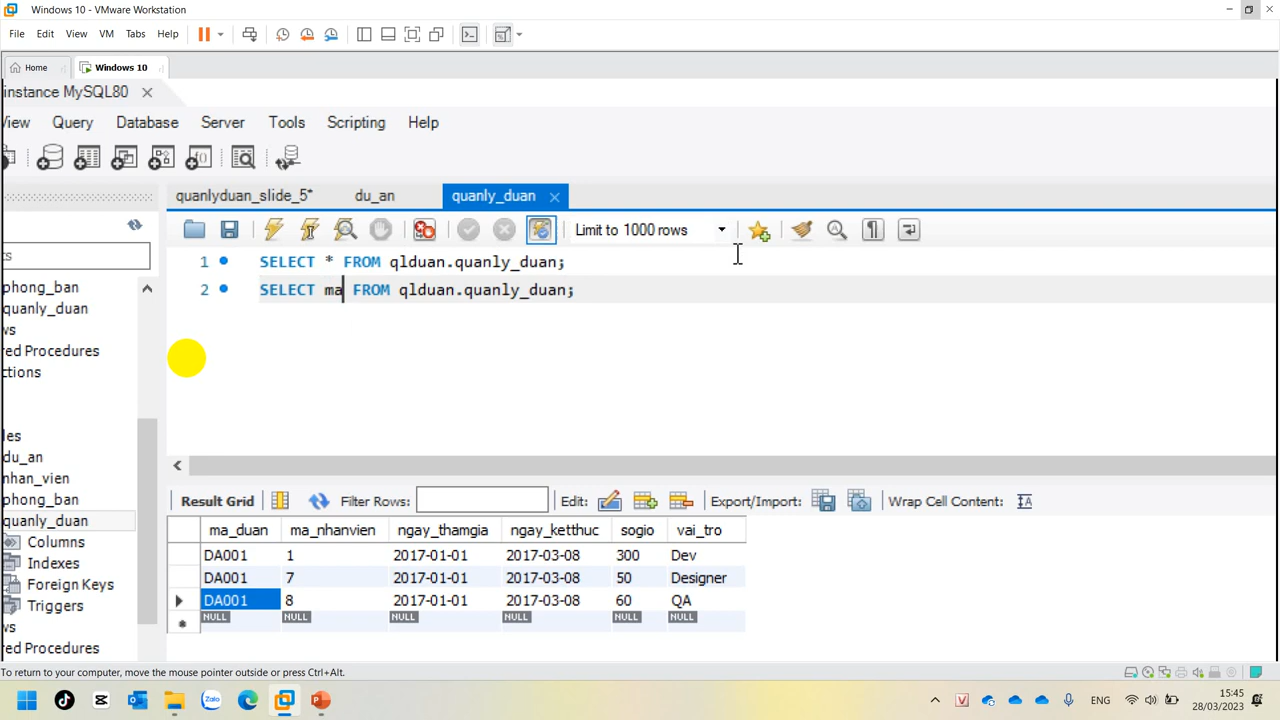 Windows 10 - VMware Workstation
File Edit View VM Tabs Help
Home Windows 10
instance MySQL80
View Query Database Server Tools Scripting Help
quanlyduan_slide_5* du_an quanly_duan
Limit to 1000 rows
1 SELECT * FROM qlduan.quanly_duan;
2 SELECT ma FROM qlduan.quanly_duan;
phong_ban
quanly_duan
red Procedures
ctions
du_an
nhan_vien
phong_ban
quanly_duan
Columns
Indexes
Foreign Keys
Triggers
red Procedures
Result Grid Filter Rows: Edit: Export/Import: Wrap Cell Content:
ma_duan ma_nhanvien ngay_thamgia ngay_ketthuc sogio vai_tro
DA001 1 2017-01-01 2017-03-08 300 Dev
DA001 7 2017-01-01 2017-03-08 50 Designer
DA001 8 2017-01-01 2017-03-08 60 QA
NULL NULL NULL NULL NULL NULL
To return to your computer, move the mouse pointer outside or press Ctrl+Alt.
Zalo
ENG
15:45
28/03/2023